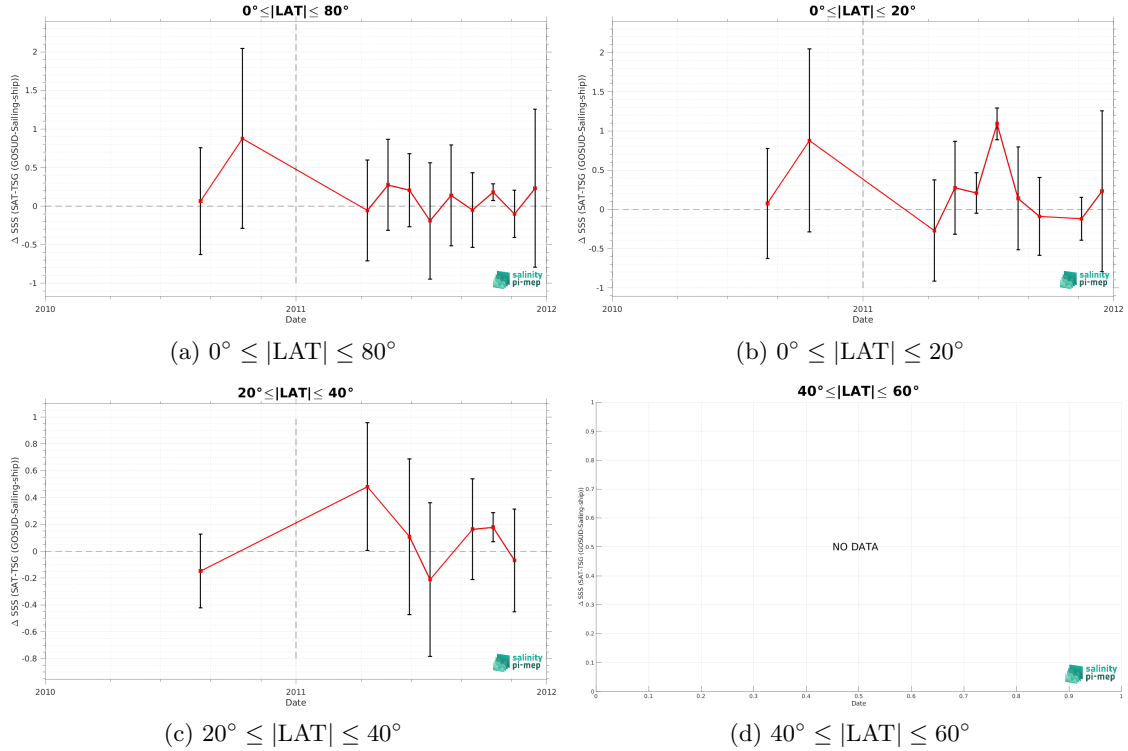 0°≤|LAT|≤ 80°
Δ SSS (SAT-TSG (GOSUD-Sailing-ship))
2
1.5
1
0.5
0
-0.5
-1
2010
2011
2012
Date
salinity
pi-mep
(a) 0° ≤ |LAT| ≤ 80°
0°≤|LAT|≤ 20°
Δ SSS (SAT-TSG (GOSUD-Sailing-ship))
2
1.5
1
0.5
0
-0.5
-1
2010
2011
2012
Date
salinity
pi-mep
(b) 0° ≤ |LAT| ≤ 20°
20°≤|LAT|≤ 40°
Δ SSS (SAT-TSG (GOSUD-Sailing-ship))
1
0.8
0.6
0.4
0.2
0
-0.2
-0.4
-0.6
-0.8
2010
2011
2012
Date
salinity
pi-mep
(c) 20° ≤ |LAT| ≤ 40°
40°≤|LAT|≤ 60°
Δ SSS (SAT-TSG (GOSUD-Sailing-ship))
1
0.9
0.8
0.7
0.6
0.5
0.4
0.3
0.2
0.1
0
NO DATA
0 0.1 0.2 0.3 0.4 0.5 0.6 0.7 0.8 0.9 1
Date
salinity
pi-mep
(d) 40° ≤ |LAT| ≤ 60°